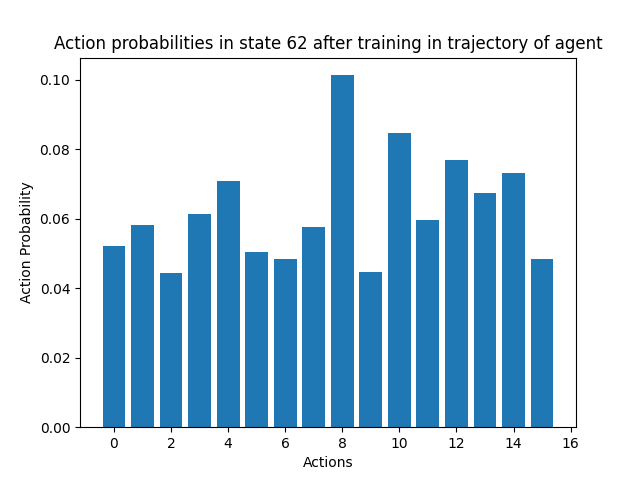 Action probabilities in state 62 after training in trajectory of agent
0.10
0.08
0.06
0.04
0.02
0.00
Action Probability
0 2 4 6 8 10 12 14 16
Actions